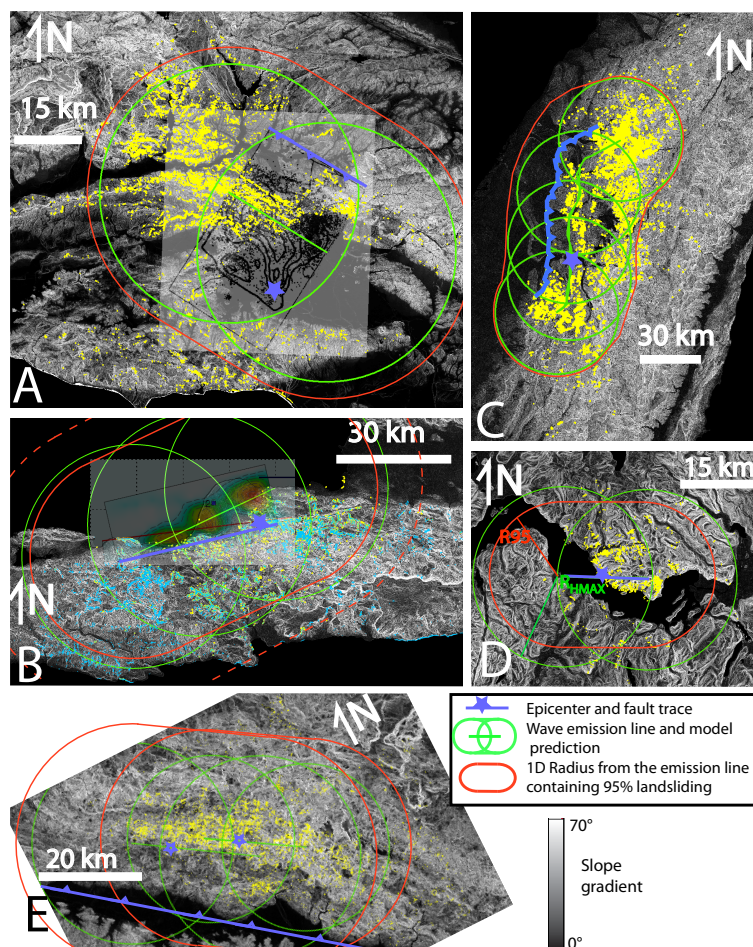 N
15 km
A
N
30 km
C
30 km
N
B
N
15 km
R95
R HMAX
D
N
20 km
E
Epicenter and fault trace
Wave emission line and model
prediction
1D Radius from the emission line
containing 95% landsliding
70°
Slope
gradient
0°